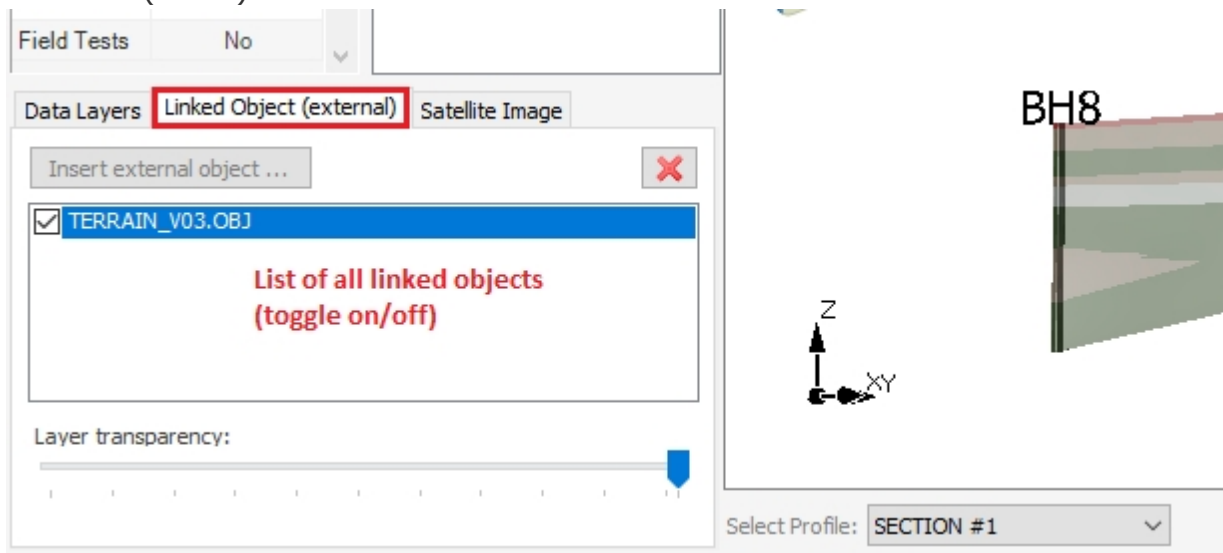 Field Tests No
Data Layers Linked Object (external) Satellite Image
Insert external object ...
TERRAIN_V03.OBJ
List of all linked objects
(toggle on/off)
Layer transparency:
BH8
Z
XY
Select Profile: SECTION #1